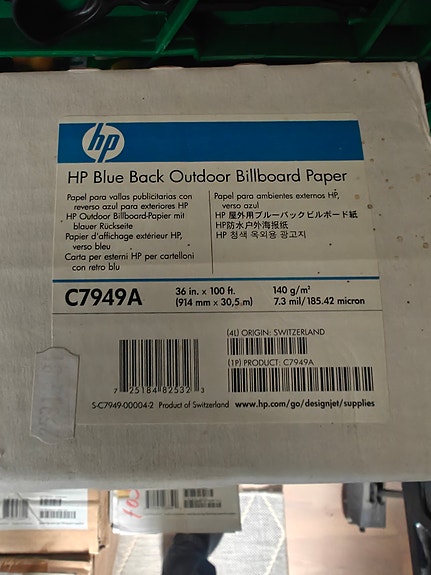 hp
HP Blue Back Outdoor Billboard Paper
Papel para vallas publicitarias con
reverso azul para exteriores HP
HP Outdoor Billboard-Papier mit
blauer Rückseite
Papier d'affichage extérieur HP,
verso bleu
Carta per esterni HP per cartelloni
con retro blu
Papel para ambientes externos HP,
verso azul
HP 屋外用ブルーバックビルボード紙
HP防水户外海报纸
HP 청색 옥외용 광고지
C7949A
36 in. x 100 ft.
(914 mm x 30,5 m)
140 g/m²
7.3 mil/185.42 micron
(4L) ORIGIN: SWITZERLAND
(1P) PRODUCT: C7949A
7 25184 82532 3
S-C7949-00004-2 Product of Switzerland www.hp.com/go/designjet/supplies